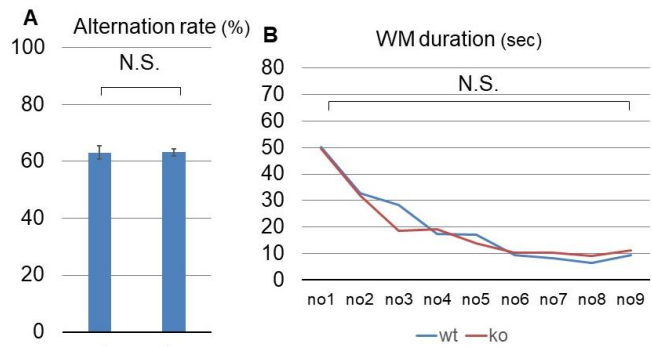 A
Alternation rate (%)
100
80
60
40
20
0
N.S.
B
WM duration (sec)
80
70
60
50
40
30
20
10
0
N.S.
no1 no2 no3 no4 no5 no6 no7 no8 no9
wt ko